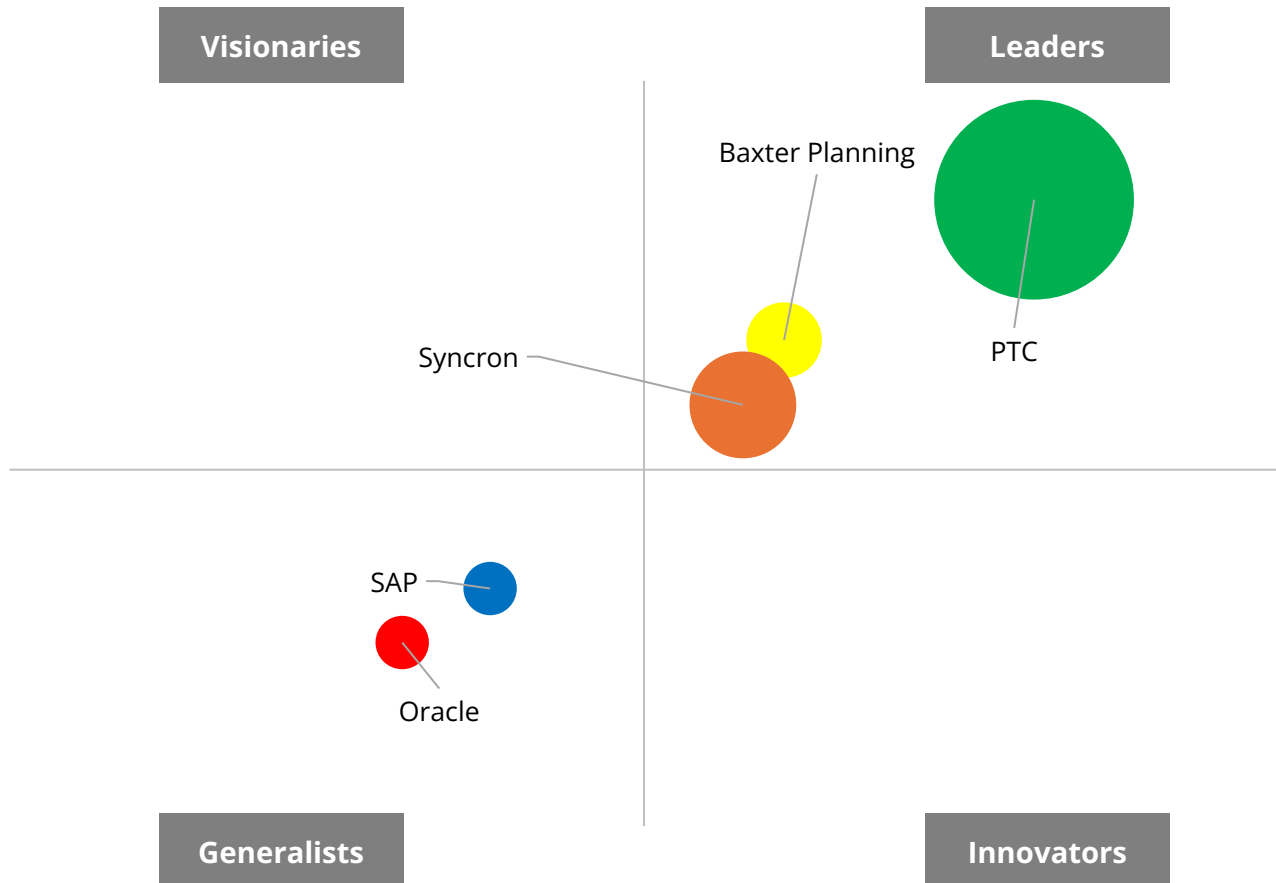 Visionaries
Leaders
Baxter Planning
PTC
Syncron
SAP
Oracle
Generalists
Innovators